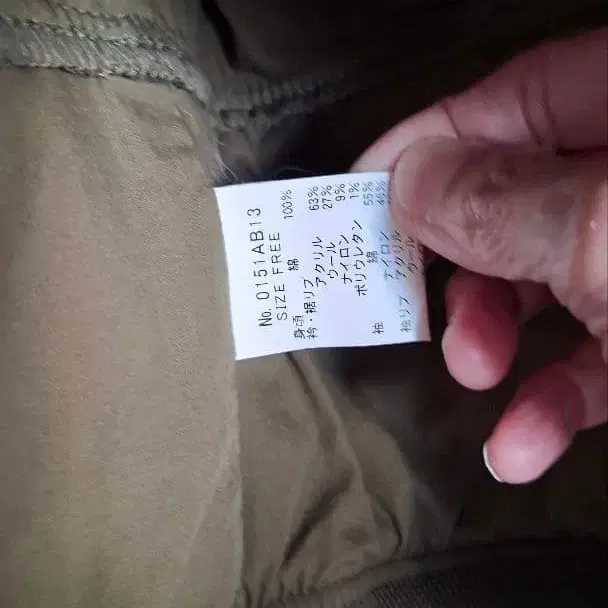 No. 0151AB13
SIZE FREE
身頃 綿 100%
衿・裾リブ アクリル 63%
ウール 27%
ナイロン 9%
ポリウレタン 1%
袖 綿 55%
ナイロン 45%
袖リブ アクリル
ウール